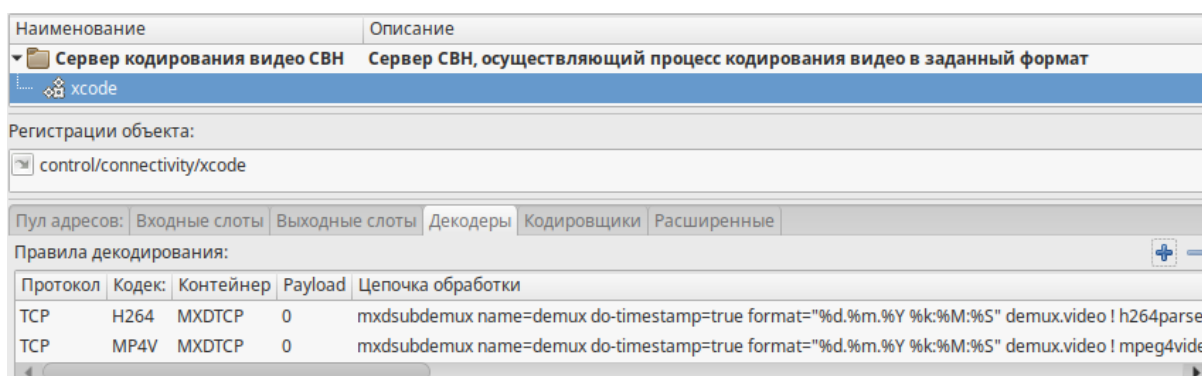 Наименование Описание
Сервер кодирования видео СВН Сервер СВН, осуществляющий процесс кодирования видео в заданный формат
xcode
Регистрации объекта:
control/connectivity/xcode
Пул адресов: Входные слоты Выходные слоты Декодеры Кодировщики Расширенные
Правила декодирования:
Протокол Кодек: Контейнер Payload Цепочка обработки
TCP H264 MXDTCP 0 mxdsubdemux name=demux do-timestamp=true format="%d.%m.%Y %k:%M:%S" demux.video ! h264parse
TCP MP4V MXDTCP 0 mxdsubdemux name=demux do-timestamp=true format="%d.%m.%Y %k:%M:%S" demux.video ! mpeg4vide